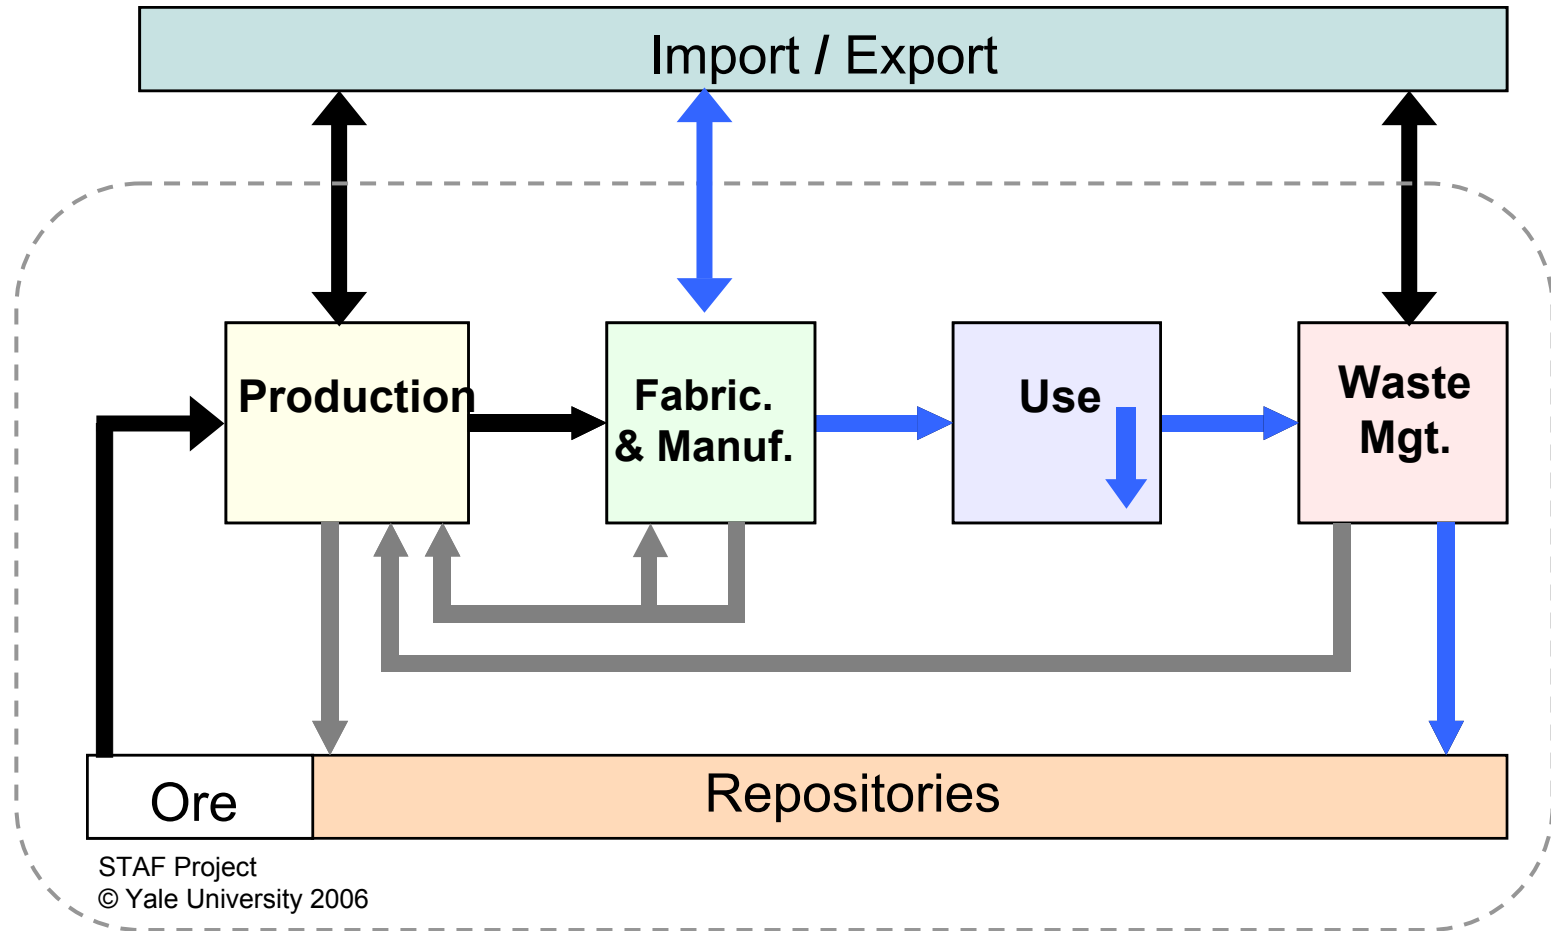 Import / Export
Production
Fabric.
& Manuf.
Use
Waste
Mgt.
Ore
Repositories
STAF Project
© Yale University 2006